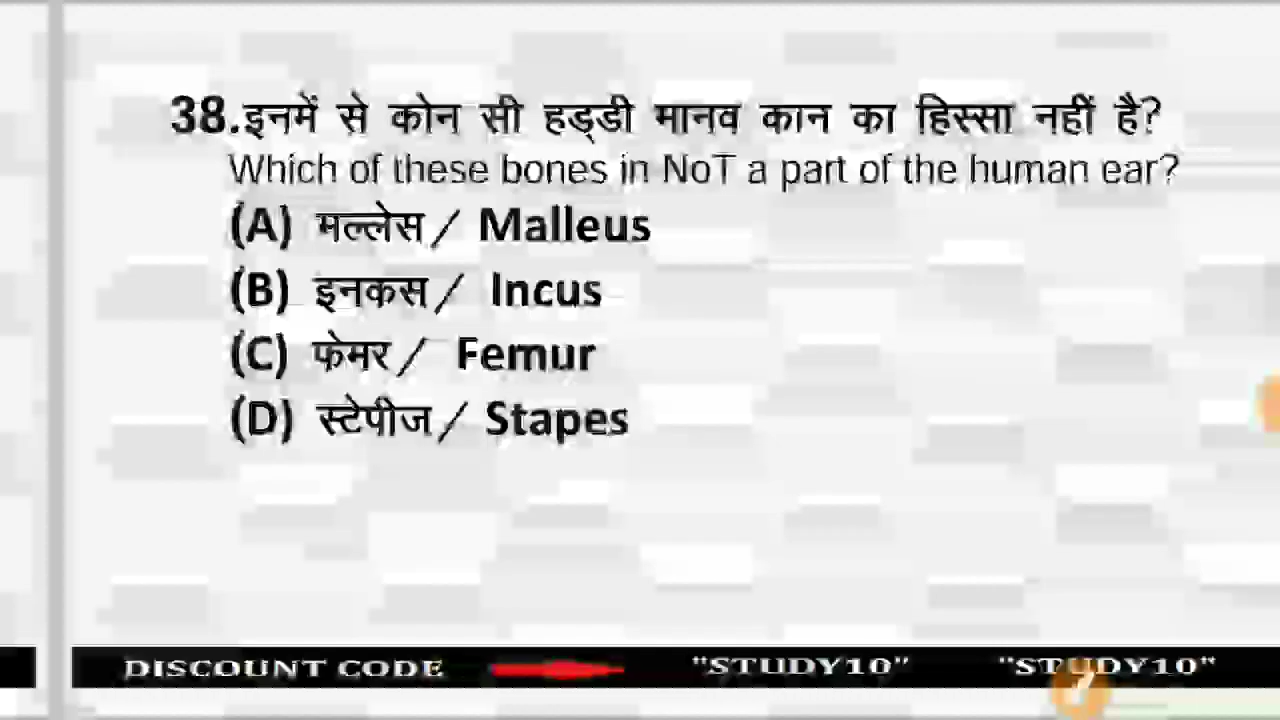 38.इनमें से कोन सी हड्डी मानव कान का हिस्सा नहीं है?
Which of these bones in NoT a part of the human ear?
(A) मल्लेस / Malleus
(B) इनकस / Incus
(C) फेमर / Femur
(D) स्टेपीज / Stapes
DISCOUNT CODE "STUDY10" "STUDY10"